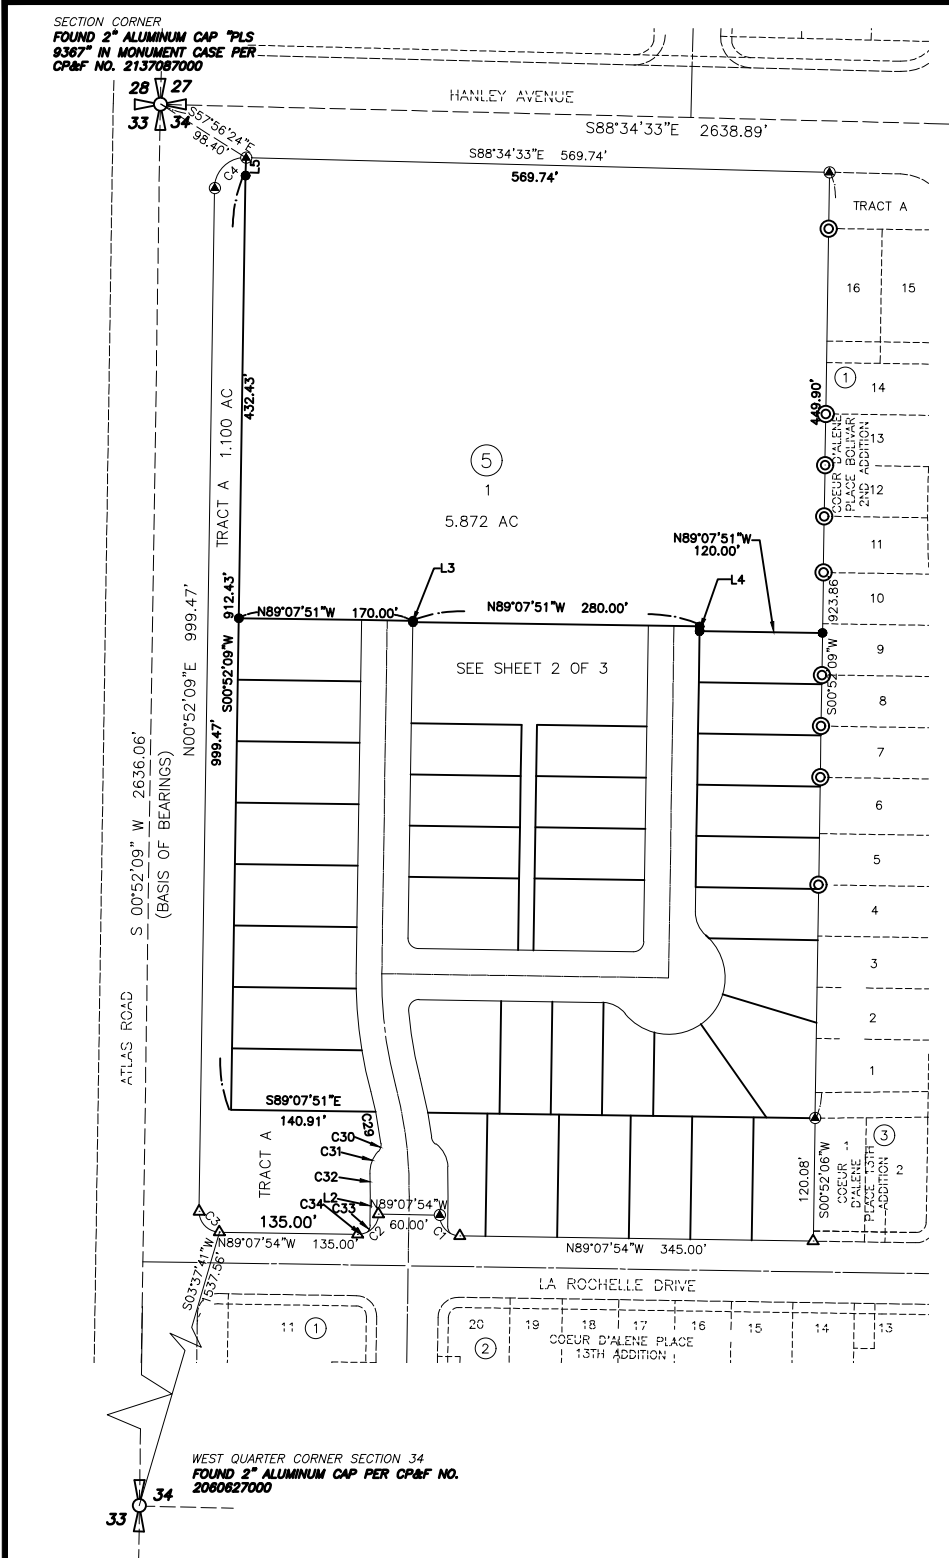 SECTION CORNER
FOUND 2" ALUMINUM CAP "PLS
9367" IN MONUMENT CASE PER
CP&F NO. 2137087000
28 27
33 34
HANLEY AVENUE
S88°34'33"E 2638.89'
S57°56'24"E
98.40'
C4
L5
S88°34'33"E 569.74'
569.74'
TRACT A
16
15
1
14
449.90'
COEUR D'ALENE
PLACE BOLIVAR
2ND ADDITION
13
12
11
10
9
8
7
6
5
4
3
2
1
432.43'
TRACT A 1.100 AC
5
1
5.872 AC
N89°07'51"W
120.00'
L3
L4
N89°07'51"W 170.00'
N89°07'51"W 280.00'
923.86
S00°52'09"W
912.43'
S00°52'09"W
N00°52'09"E 999.47'
999.47'
SEE SHEET 2 OF 3
S 00°52'09" W 2636.06'
(BASIS OF BEARINGS)
ATLAS ROAD
S89°07'51"E
140.91'
C29
C30
C31
C32
L2
C33
C34
TRACT A
135.00'
N89°07'54"W 135.00'
N89°07'54"W
60.00'
C2
C1
C3
120.08'
S00°52'06"W
1
3
2
COEUR
D'ALENE
PLACE 13TH
ADDITION
N89°07'54"W 345.00'
S03°37'41"W
1537.56'
LA ROCHELLE DRIVE
11 1
20
19
18
17
16
15
14
13
2
COEUR D'ALENE PLACE
13TH ADDITION
WEST QUARTER CORNER SECTION 34
FOUND 2" ALUMINUM CAP PER CP&F NO.
2060627000
34
33